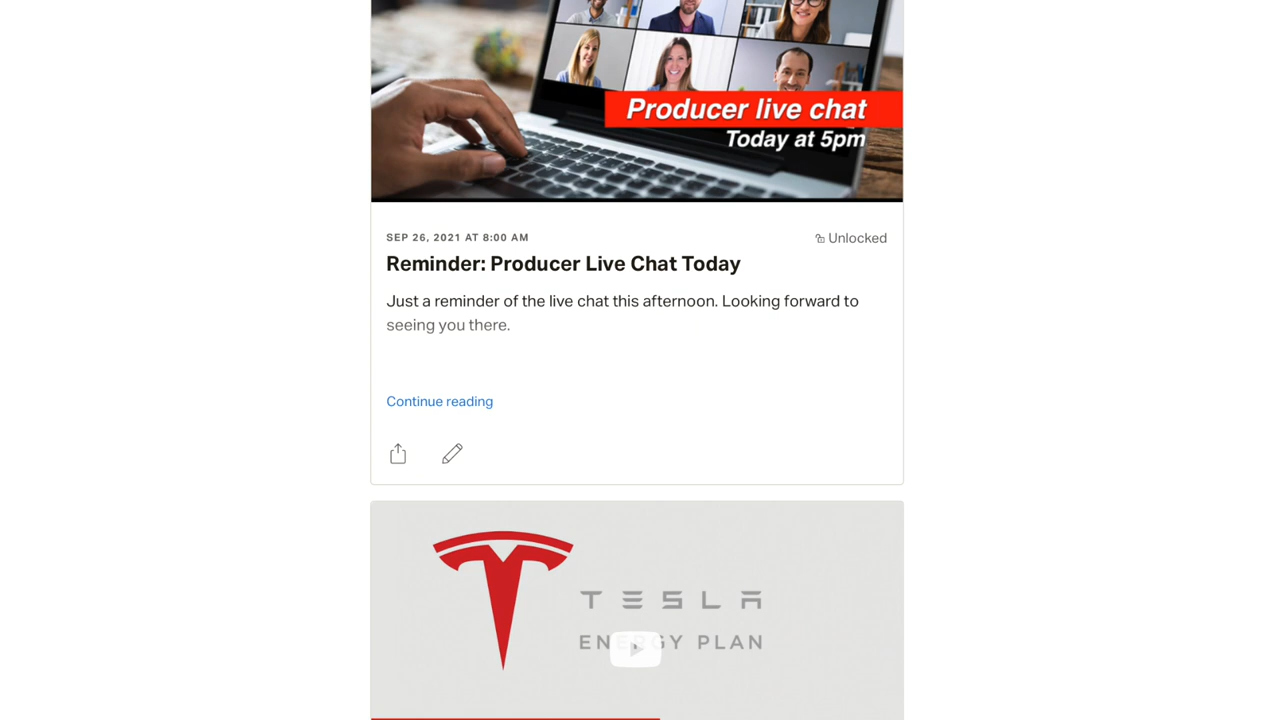 Producer live chat
Today at 5pm
SEP 26, 2021 AT 8:00 AM
Unlocked
Reminder: Producer Live Chat Today
Just a reminder of the live chat this afternoon. Looking forward to
seeing you there.
Continue reading
TESLA
ENERGY PLAN